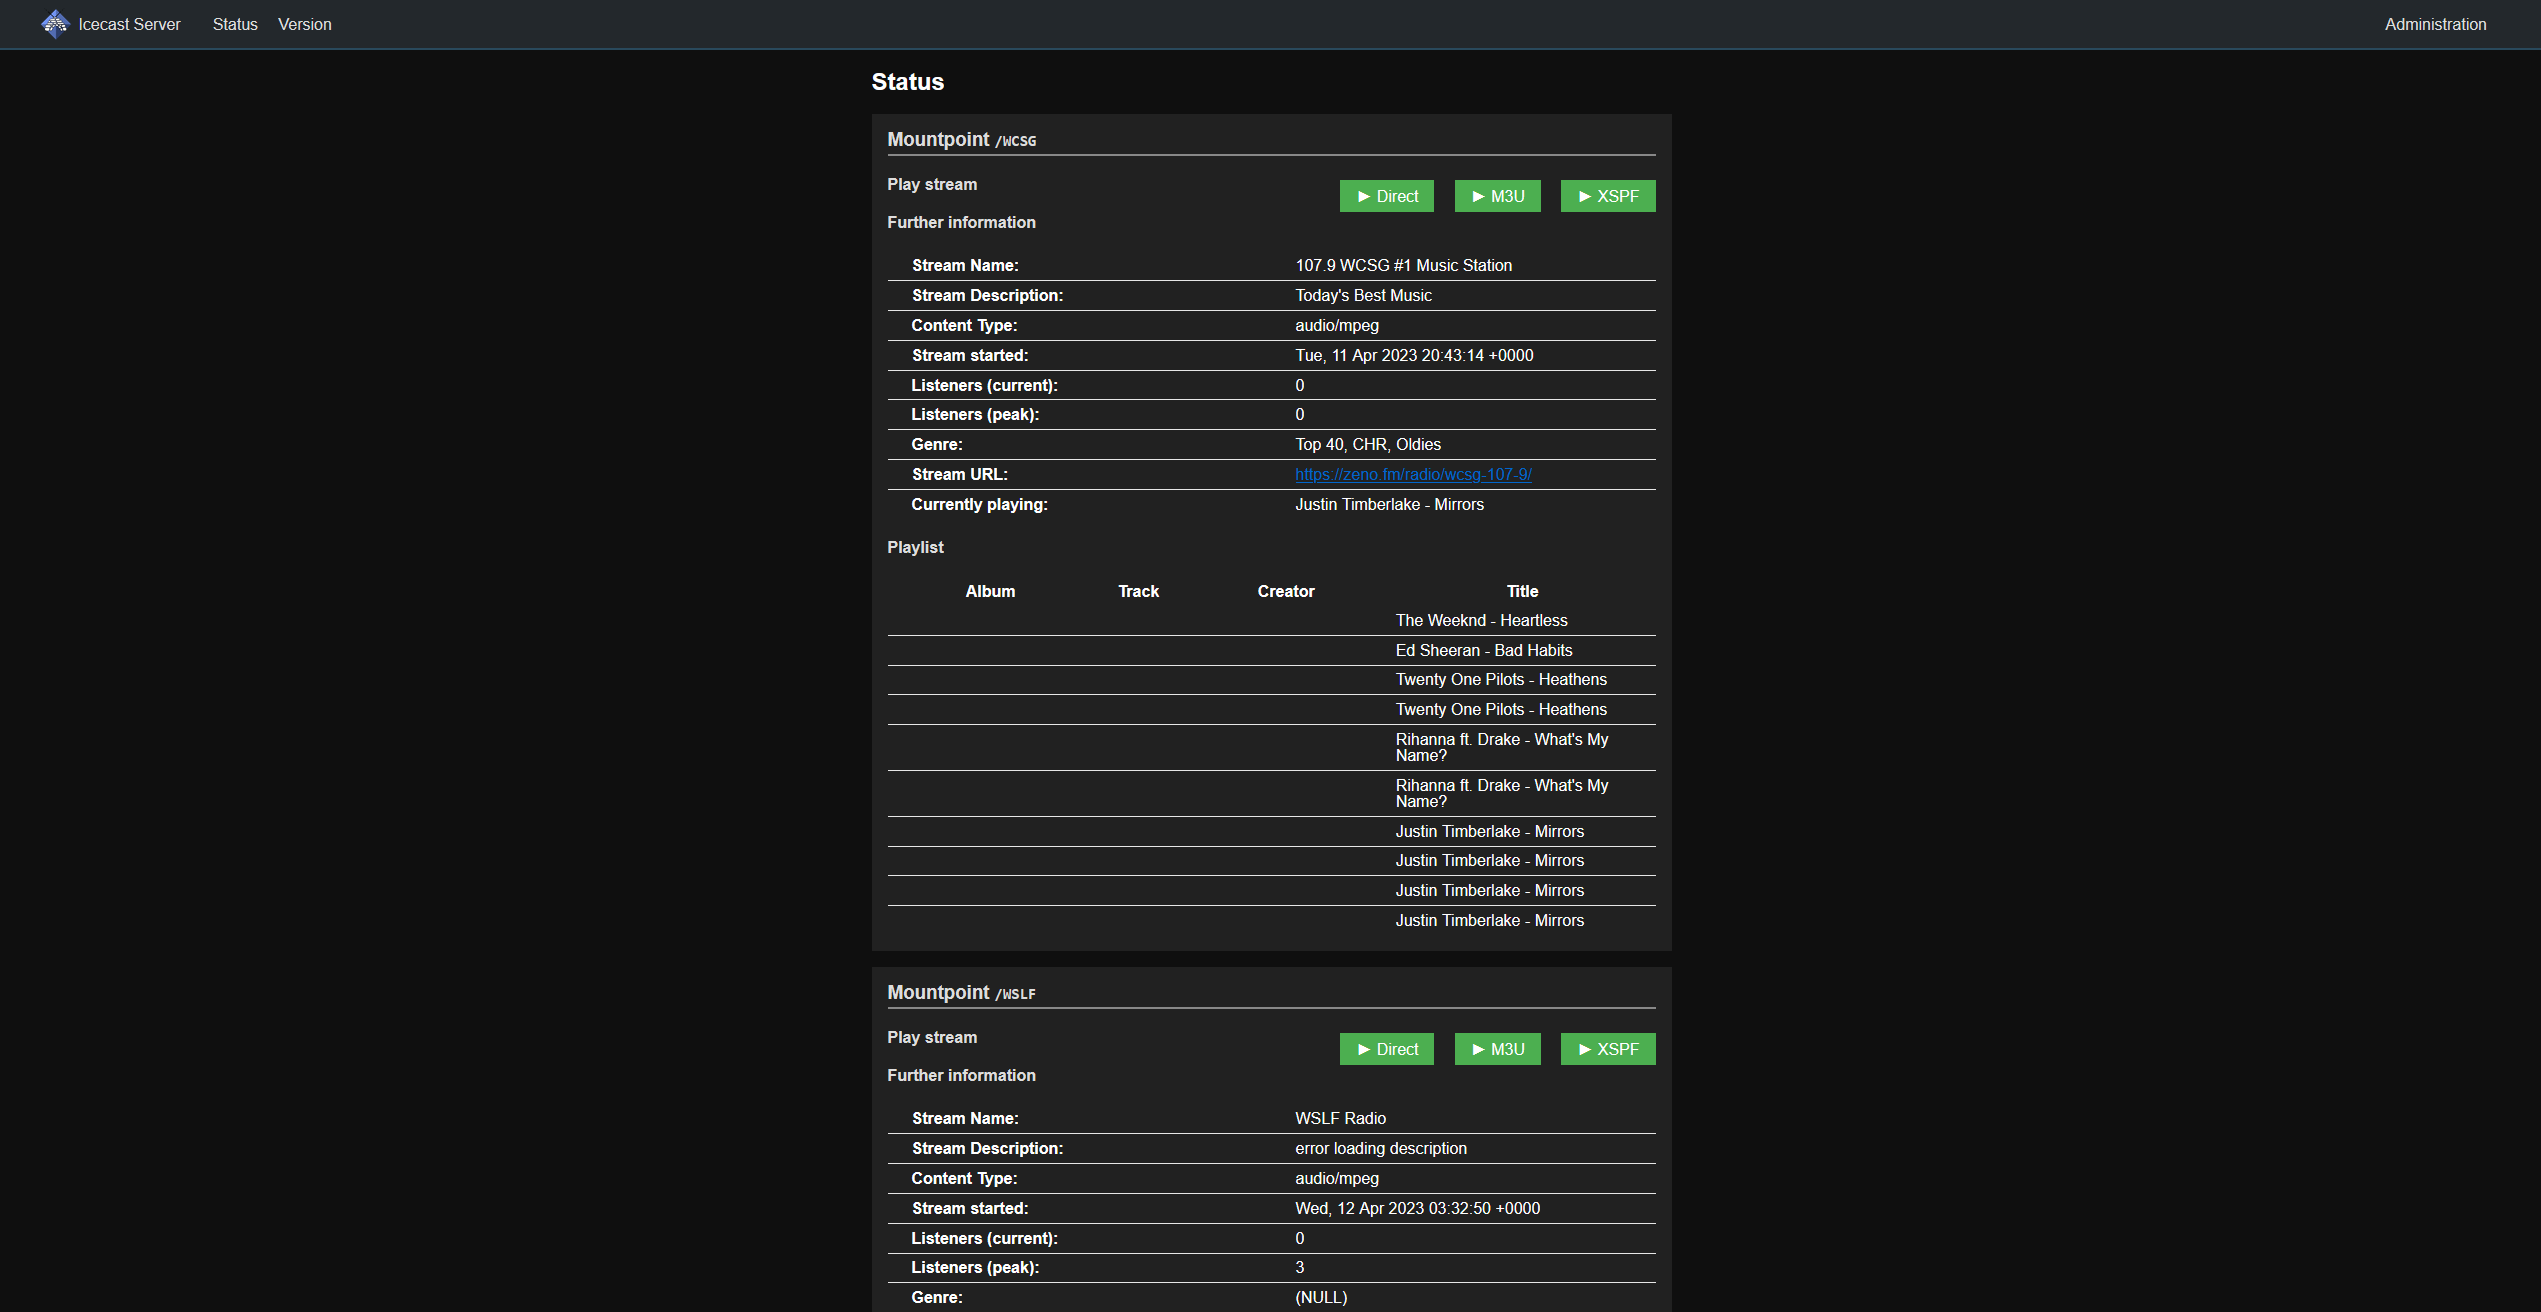 Icecast Server Status Version Administration
Status
Mountpoint /WCSG
Play stream
► Direct ► M3U ► XSPF
Further information
Stream Name: 107.9 WCSG #1 Music Station
Stream Description: Today's Best Music
Content Type: audio/mpeg
Stream started: Tue, 11 Apr 2023 20:43:14 +0000
Listeners (current): 0
Listeners (peak): 0
Genre: Top 40, CHR, Oldies
Stream URL: https://zeno.fm/radio/wcsg-107-9/
Currently playing: Justin Timberlake - Mirrors
Playlist
Album Track Creator Title
The Weeknd - Heartless
Ed Sheeran - Bad Habits
Twenty One Pilots - Heathens
Twenty One Pilots - Heathens
Rihanna ft. Drake - What's My
Name?
Rihanna ft. Drake - What's My
Name?
Justin Timberlake - Mirrors
Justin Timberlake - Mirrors
Justin Timberlake - Mirrors
Justin Timberlake - Mirrors
Mountpoint /WSLF
Play stream
► Direct ► M3U ► XSPF
Further information
Stream Name: WSLF Radio
Stream Description: error loading description
Content Type: audio/mpeg
Stream started: Wed, 12 Apr 2023 03:32:50 +0000
Listeners (current): 0
Listeners (peak): 3
Genre: (NULL)